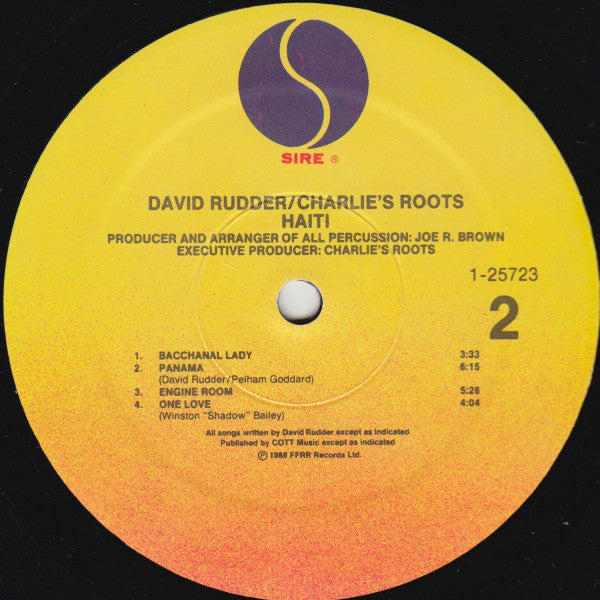 SIRE ®
DAVID RUDDER/CHARLIE'S ROOTS
HAITI
PRODUCER AND ARRANGER OF ALL PERCUSSION: JOE R. BROWN
EXECUTIVE PRODUCER: CHARLIE'S ROOTS
1-25723
2
1. BACCHANAL LADY 3:33
2. PANAMA 6:15
(David Rudder/Pelham Goddard)
3. ENGINE ROOM 5:28
4. ONE LOVE 4:04
(Winston "Shadow" Bailey)
All songs written by David Rudder except as indicated
Published by COTT Music except as indicated
℗ 1988 FFRR Records Ltd.